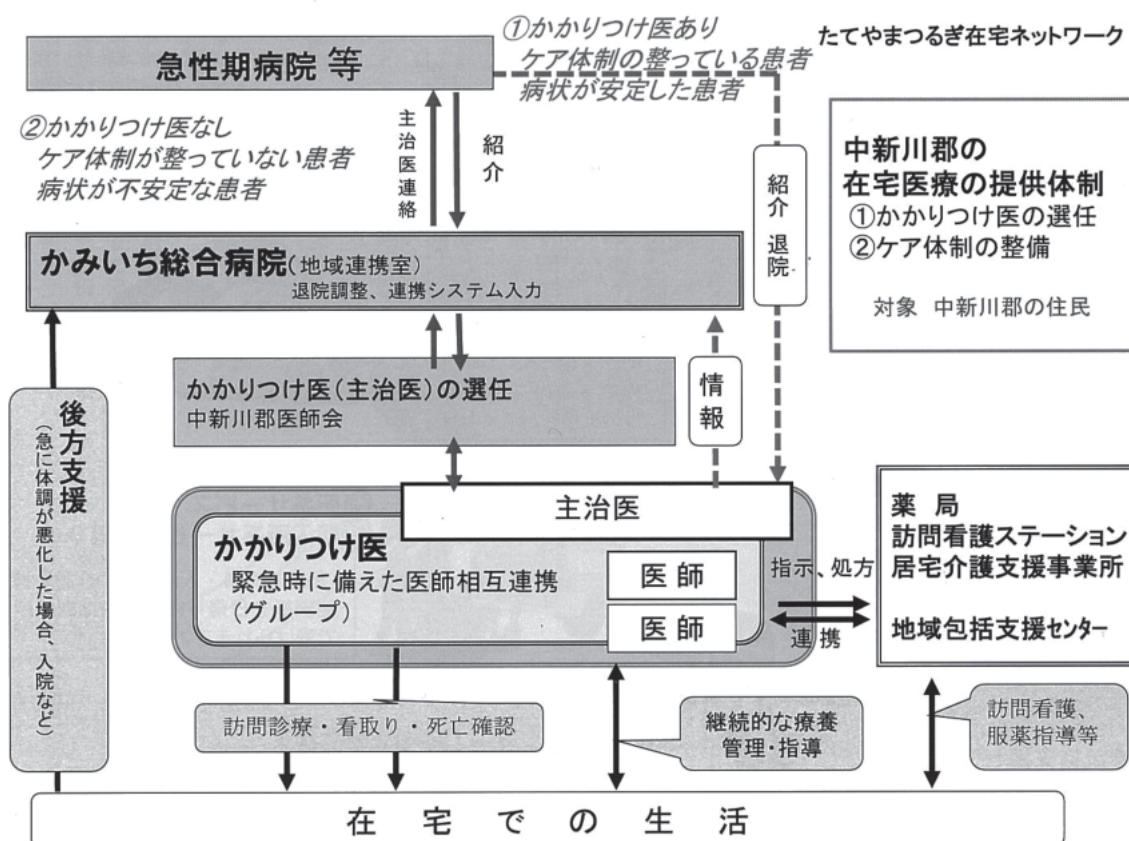 たてやまつるぎ在宅ネットワーク
①かかりつけ医あり
ケア体制の整っている患者
病状が安定した患者
急性期病院 等
②かかりつけ医なし
ケア体制が整っていない患者
病状が不安定な患者
主治医連絡
紹介
紹介 退院
中新川郡の
在宅医療の提供体制
①かかりつけ医の選任
②ケア体制の整備
対象 中新川郡の住民
かみいち総合病院(地域連携室)
退院調整、連携システム入力
かかりつけ医(主治医)の選任
中新川郡医師会
情報
後方支援
(急に体調が悪化した場合、入院など)
主治医
かかりつけ医
緊急時に備えた医師相互連携
(グループ)
医師
医師
指示、処方
連携
薬 局
訪問看護ステーション
居宅介護支援事業所
地域包括支援センター
訪問診療・看取り・死亡確認
継続的な療養
管理・指導
訪問看護、
服薬指導等
在宅での生活